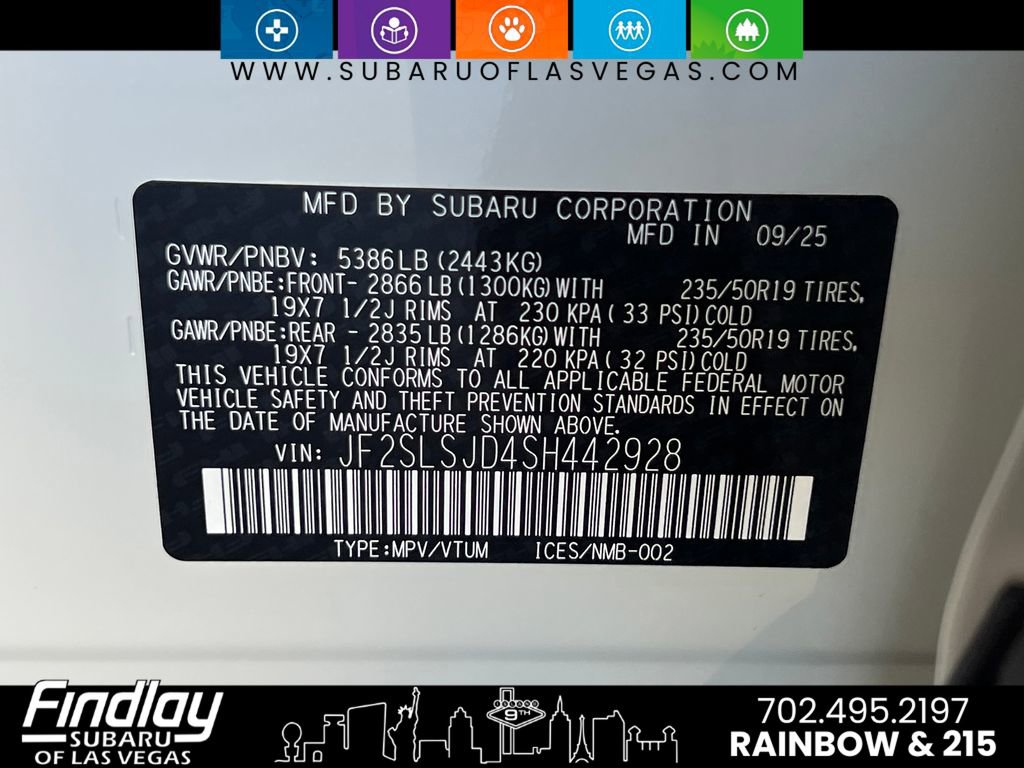 WWW.SUBARUOFLASVEGAS.COM
MFD BY SUBARU CORPORATION
MFD IN 09/25
GVWR/PNBV: 5386LB (2443KG)
GAWR/PNBE:FRONT- 2866 LB (1300KG) WITH 235/50R19 TIRES,
19X7 1/2J RIMS AT 230 KPA ( 33 PSI) COLD
GAWR/PNBE:REAR - 2835 LB (1286KG) WITH 235/50R19 TIRES,
19X7 1/2J RIMS AT 220 KPA ( 32 PSI) COLD
THIS VEHICLE CONFORMS TO ALL APPLICABLE FEDERAL MOTOR
VEHICLE SAFETY AND THEFT PREVENTION STANDARDS IN EFFECT ON
THE DATE OF MANUFACTURE SHOWN ABOVE.
VIN: JF2SLSJD4SH442928
TYPE:MPV/VTUM ICES/NMB-002
Findlay
SUBARU
OF LAS VEGAS
9TH
702.495.2197
RAINBOW & 215